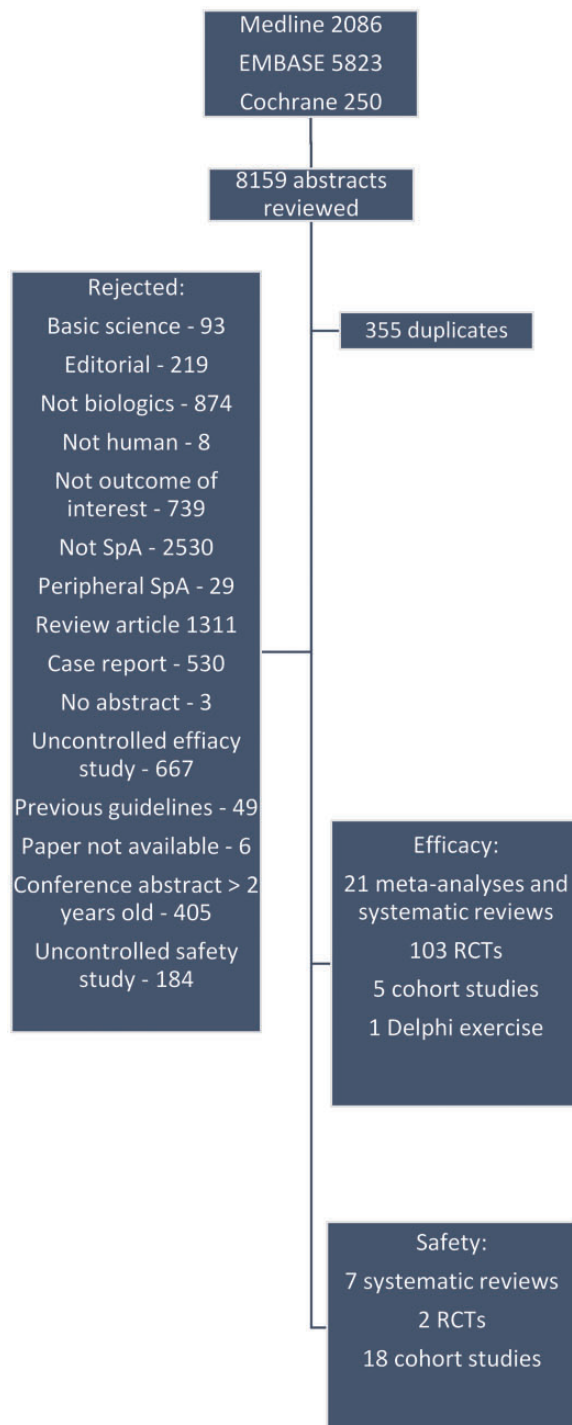 Medline 2086
EMBASE 5823
Cochrane 250
8159 abstracts
reviewed
355 duplicates
Rejected:
Basic science - 93
Editorial - 219
Not biologics - 874
Not human - 8
Not outcome of
interest - 739
Not SpA - 2530
Peripheral SpA - 29
Review article 1311
Case report - 530
No abstract - 3
Uncontrolled effiacy
study - 667
Previous guidelines - 49
Paper not available - 6
Conference abstract > 2
years old - 405
Uncontrolled safety
study - 184
Efficacy:
21 meta-analyses and
systematic reviews
103 RCTs
5 cohort studies
1 Delphi exercise
Safety:
7 systematic reviews
2 RCTs
18 cohort studies